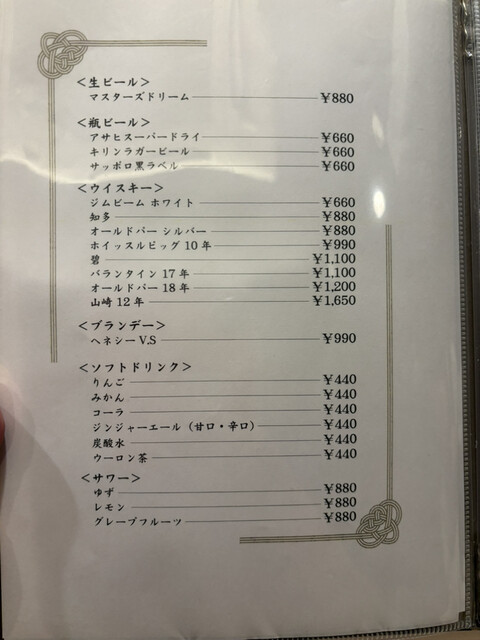 ＜生ビール＞
マスターズドリーム ¥880
＜瓶ビール＞
アサヒスーパードライ ¥660
キリンラガービール ¥660
サッポロ黒ラベル ¥660
＜ウイスキー＞
ジムビーム ホワイト ¥660
知多 ¥880
オールドパー シルバー ¥880
ホイッスルピッグ 10年 ¥990
碧 ¥1,100
バランタイン 17年 ¥1,100
オールドパー 18年 ¥1,200
山崎 12年 ¥1,650
＜ブランデー＞
ヘネシー V.S ¥990
＜ソフトドリンク＞
りんご ¥440
みかん ¥440
コーラ ¥440
ジンジャーエール（甘口・辛口） ¥440
炭酸水 ¥440
ウーロン茶 ¥440
＜サワー＞
ゆず ¥880
レモン ¥880
グレープフルーツ ¥880